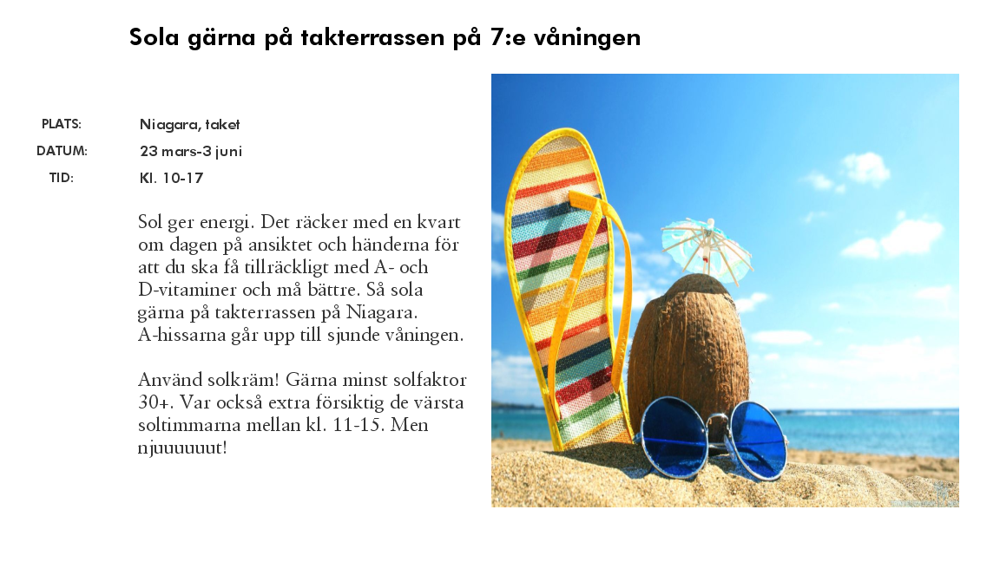 Sola gärna på takterrassen på 7:e våningen
PLATS: Niagara, taket
DATUM: 23 mars-3 juni
TID: Kl. 10-17
Sol ger energi. Det räcker med en kvart
om dagen på ansiktet och händerna för
att du ska få tillräckligt med A- och
D-vitaminer och må bättre. Så sola
gärna på takterrassen på Niagara.
A-hissarna går upp till sjunde våningen.
Använd solkräm! Gärna minst solfaktor
30+. Var också extra försiktig de värsta
soltimmarna mellan kl. 11-15. Men
njuuuuuut!